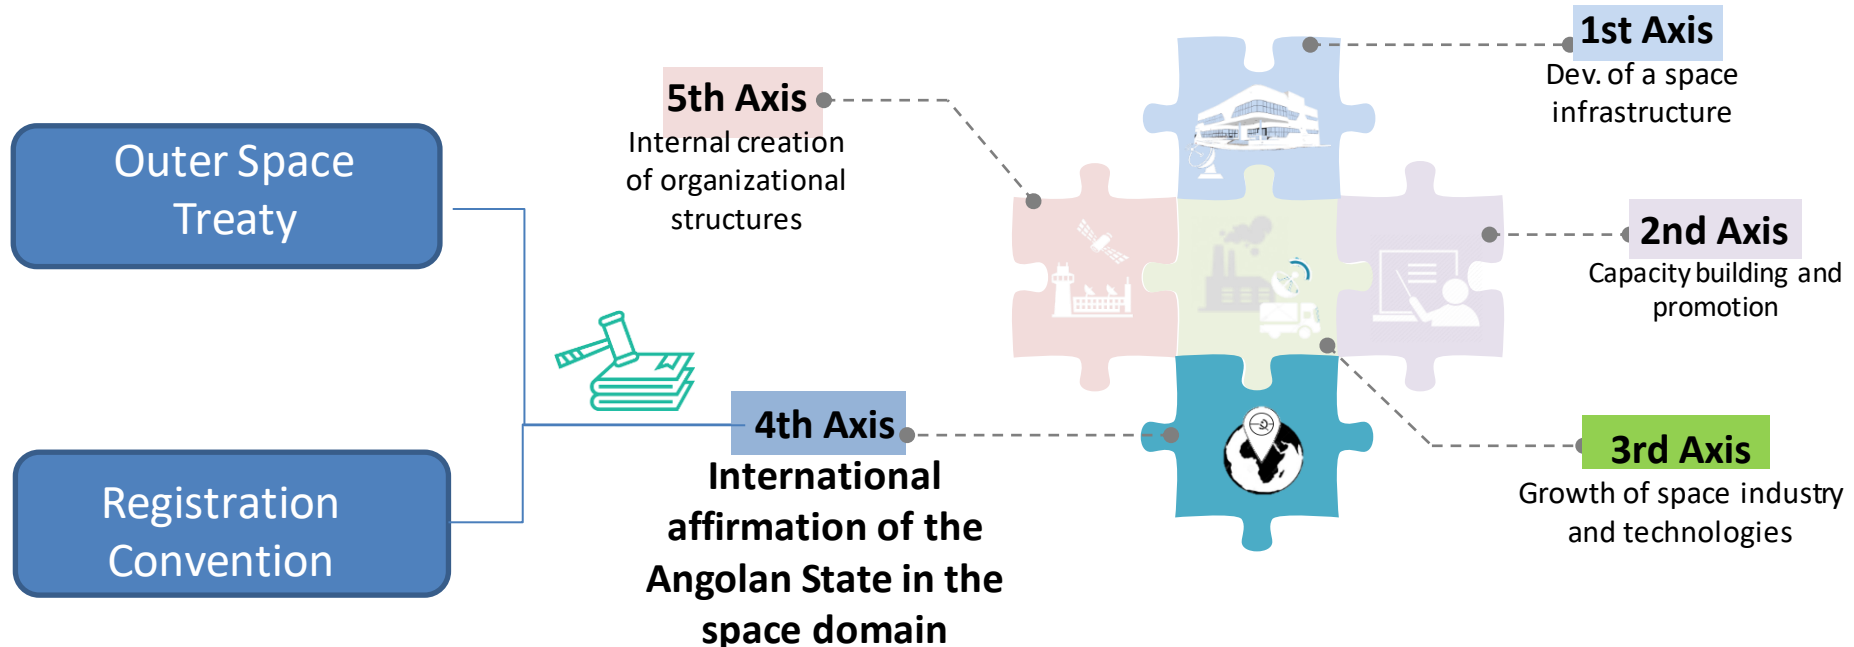 Outer Space
Treaty
Registration
Convention
5th Axis
Internal creation
of organizational
structures
4th Axis
International
affirmation of the
Angolan State in the
space domain
1st Axis
Dev. of a space
infrastructure
2nd Axis
Capacity building and
promotion
3rd Axis
Growth of space industry
and technologies